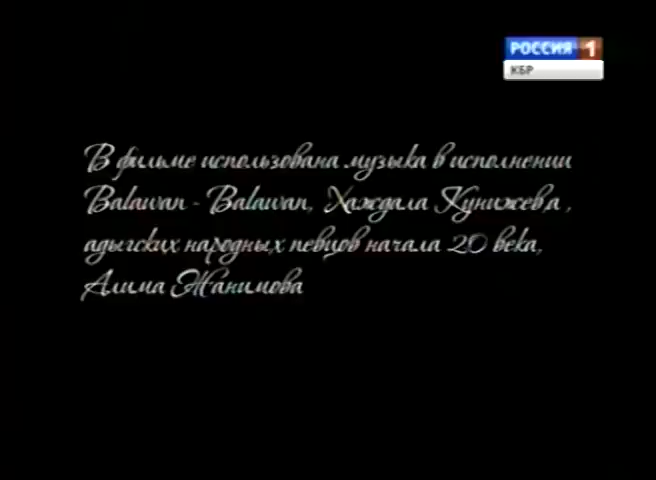 РОССИЯ 1
КБР
В фильме использована музыка в исполнении
Balawan - Balawan, Хаждала Кунижева,
адыгских народных певцов начала 20 века,
Алима Жанимова